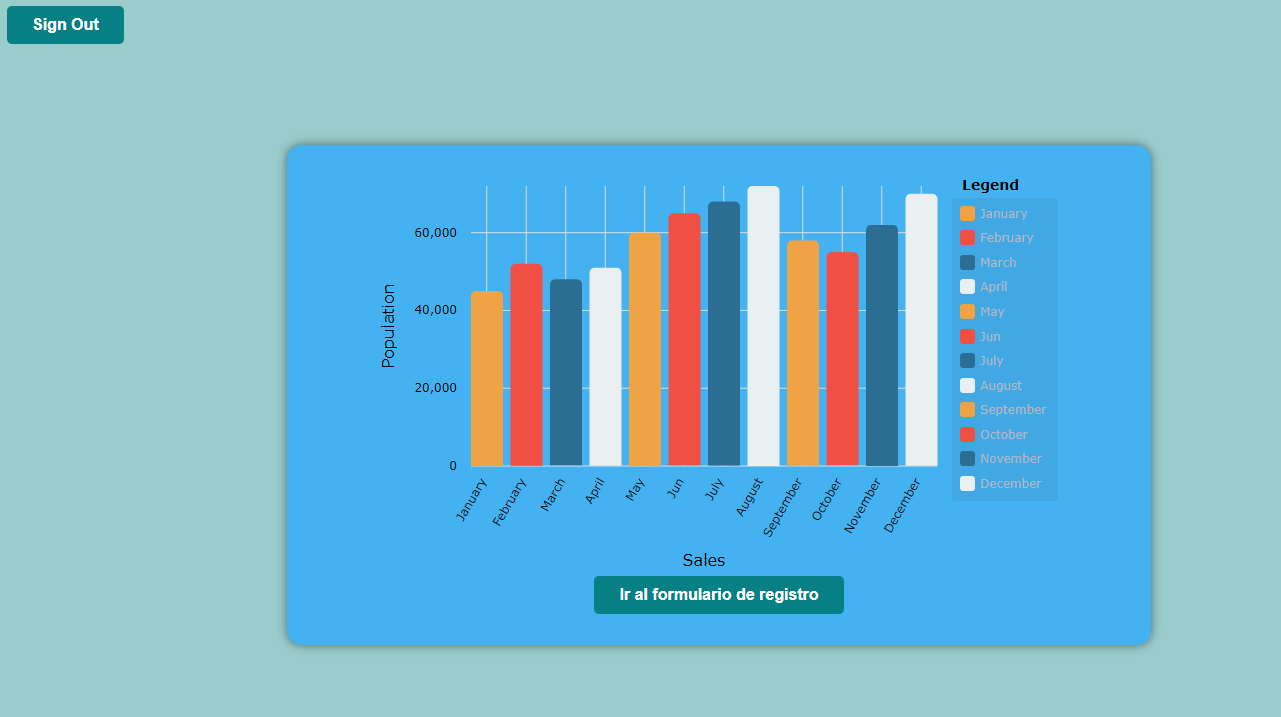 Sign Out
Legend
January
February
March
April
May
Jun
July
August
September
October
November
December
Population
60,000
40,000
20,000
0
January
February
March
April
May
Jun
July
August
September
October
November
December
Sales
Ir al formulario de registro